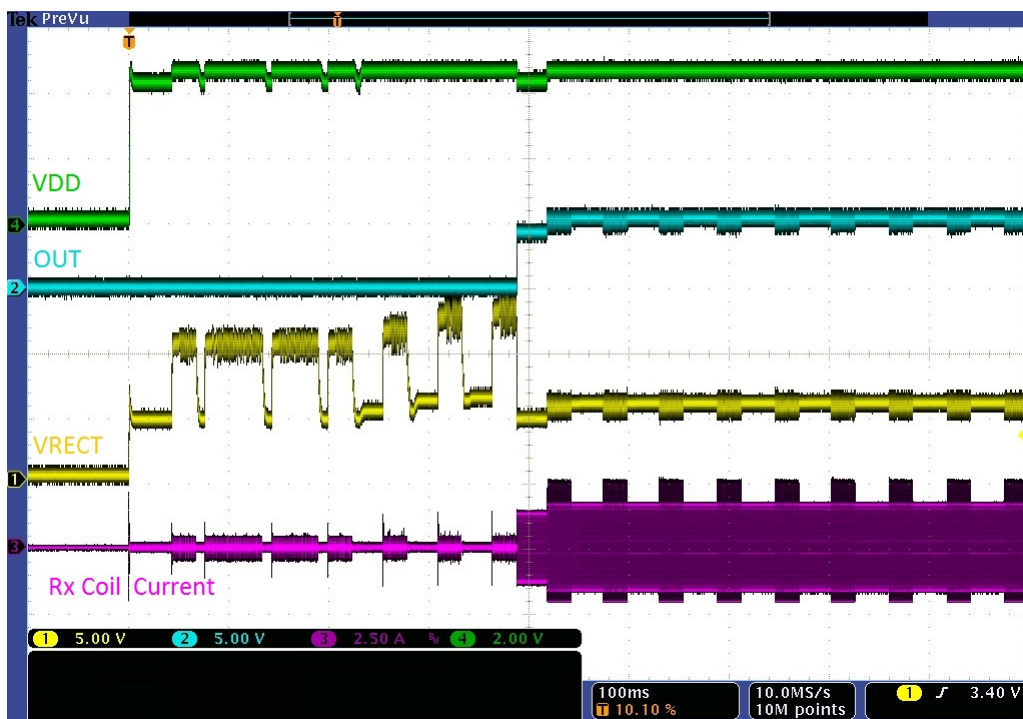 Tek PreVu
T
T
VDD
4
OUT
2
VRECT
1
3
Rx Coil Current
1 5.00 V 2 5.00 V 3 2.50 A 4 2.00 V
100ms 10.0MS/s 1 3.40 V
T 10.10 % 10M points